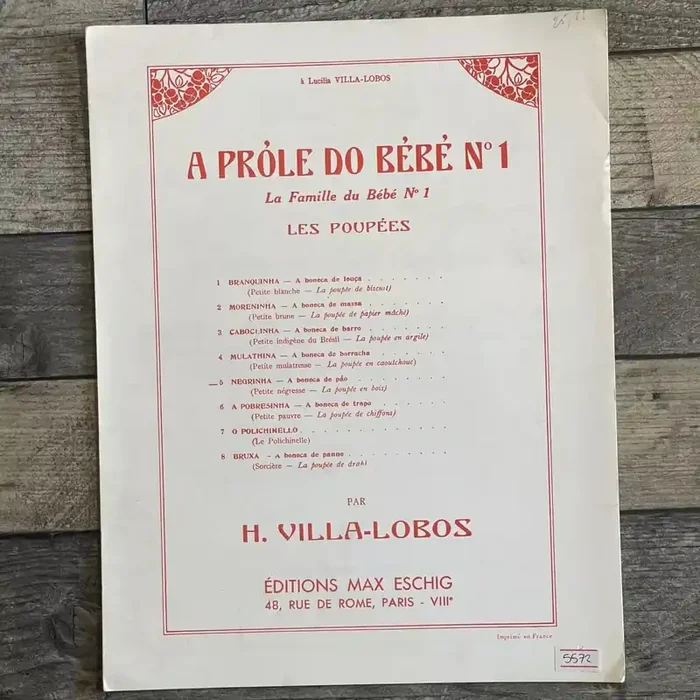 25,
à Lucilia VILLA-LOBOS
A PRÓLE DO BÉBÉ Nº 1
La Famille du Bébé Nº 1
LES POUPÉES
1 BRANQUINHA — A boneca de louça . . . . . . .
(Petite blanche — La poupée de biscuit)
2 MORENINHA — A boneca de massa . . . . . . .
(Petite brune — La poupée de papier mâché)
3 CABOCLINHA — A boneca de barro . . . . . . .
(Petite indigène du Brésil — La poupée en argile)
4 MULATINHA — A boneca de borracha . . . . . . .
(Petite mulatresse — La poupée en caoutchouc)
5 NEGRINHA — A boneca de páo . . . . . . . .
(Petite négresse — La poupée en bois)
6 A POBRESINHA — A boneca de trapo . . . . . . .
(Petite pauvre — La poupée de chiffons)
7 O POLICHINELLO . . . . . . . . . . . . .
(Le Polichinelle)
8 BRUXA — A boneca de panno . . . . . . . .
(Sorcière — La poupée de drah)
PAR
H. VILLA-LOBOS
ÉDITIONS MAX ESCHIG
48, RUE DE ROME, PARIS - VIIIᵉ
Imprimé en France
5572